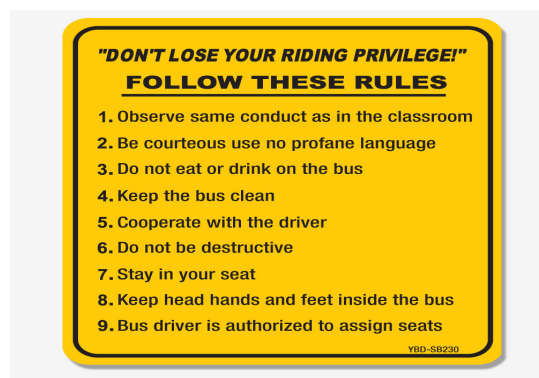 "DON'T LOSE YOUR RIDING PRIVILEGE!"
FOLLOW THESE RULES
1. Observe same conduct as in the classroom
2. Be courteous use no profane language
3. Do not eat or drink on the bus
4. Keep the bus clean
5. Cooperate with the driver
6. Do not be destructive
7. Stay in your seat
8. Keep head hands and feet inside the bus
9. Bus driver is authorized to assign seats
YBD-SB230